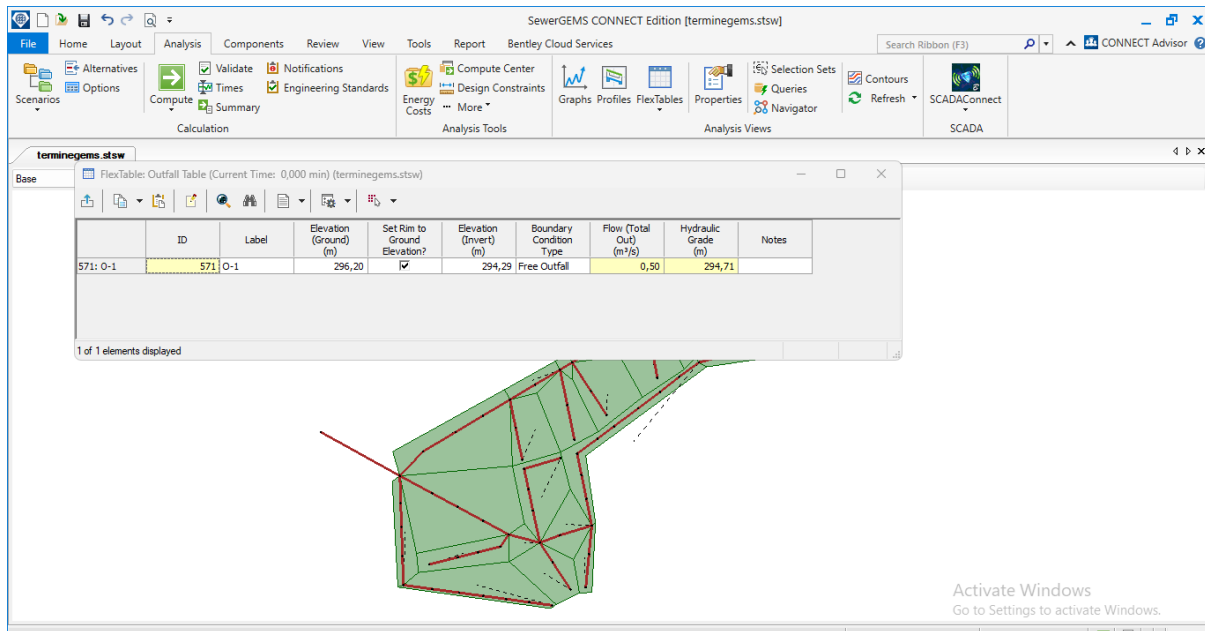 SewerGEMS CONNECT Edition [terminegems.stsw]
File Home Layout Analysis Components Review View Tools Report Bentley Cloud Services Search Ribbon (F3) CONNECT Advisor
Scenarios
Alternatives
Options
Compute
Validate
Times
Summary
Notifications
Engineering Standards
Calculation
Energy Costs
Compute Center
Design Constraints
More
Analysis Tools
Graphs Profiles FlexTables Properties
Selection Sets
Queries
Navigator
Contours
Refresh
Analysis Views
SCADAConnect
SCADA
terminegems.stsw
Base
FlexTable: Outfall Table (Current Time: 0,000 min) (terminegems.stsw)
ID Label Elevation (Ground) (m) Set Rim to Ground Elevation? Elevation (Invert) (m) Boundary Condition Type Flow (Total Out) (m³/s) Hydraulic Grade (m) Notes
571: O-1 571 O-1 296,20 294,29 Free Outfall 0,50 294,71
1 of 1 elements displayed
Activate Windows
Go to Settings to activate Windows.